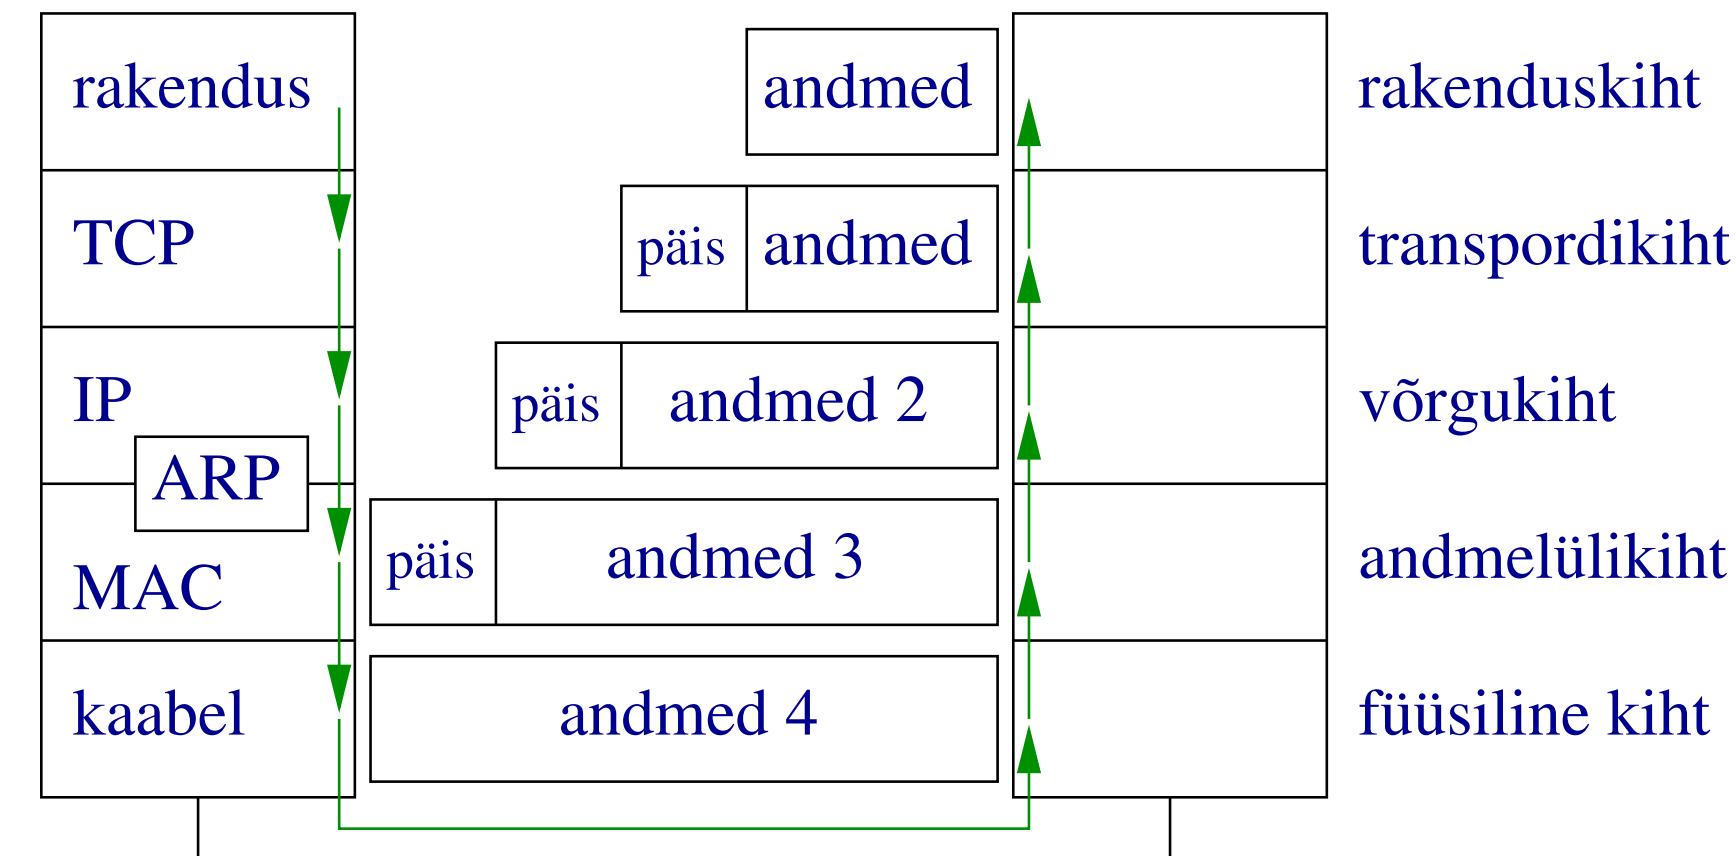 rakendus andmed rakenduskiht
TCP päis andmed transpordikiht
IP päis andmed 2 võrgukiht
ARP
MAC päis andmed 3 andmelülikiht
kaabel andmed 4 füüsiline kiht